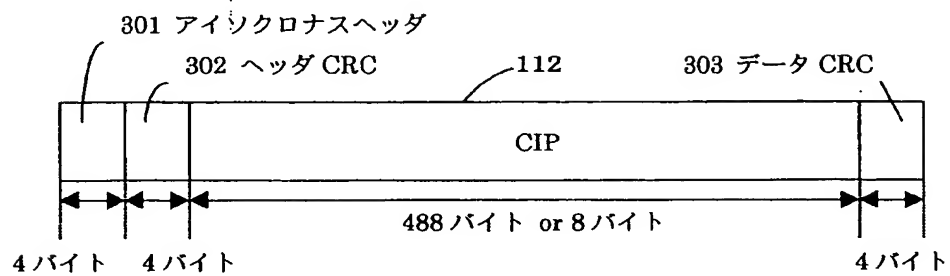 301 アイソクロナスヘッダ
302 ヘッダ CRC
112
303 データ CRC
CIP
488 バイト or 8 バイト
4 バイト
4 バイト
4 バイト